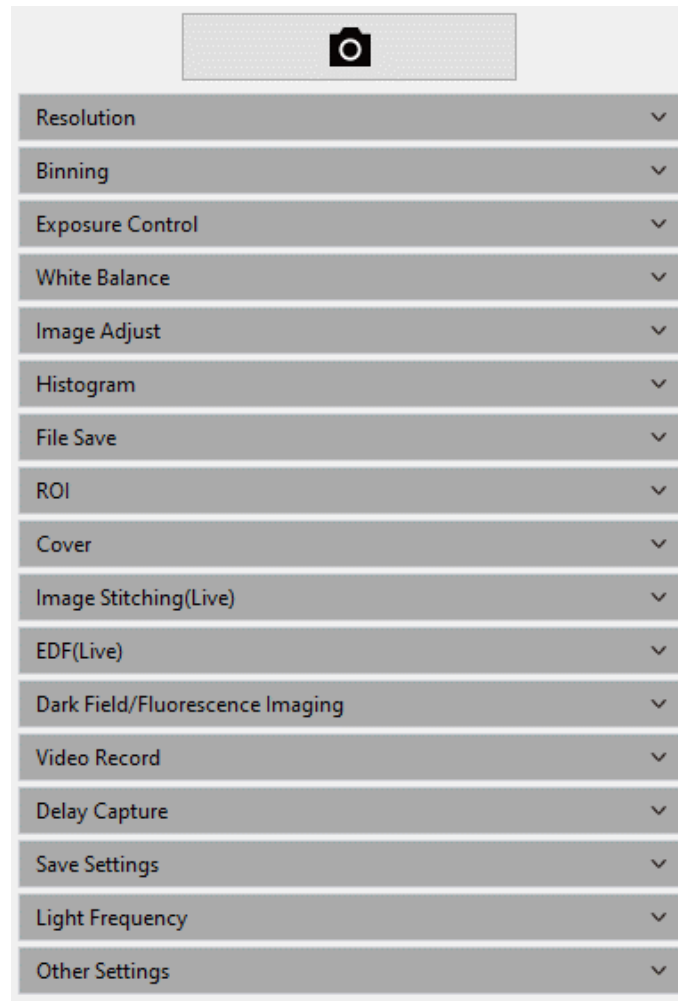 Resolution
Binning
Exposure Control
White Balance
Image Adjust
Histogram
File Save
ROI
Cover
Image Stitching(Live)
EDF(Live)
Dark Field/Fluorescence Imaging
Video Record
Delay Capture
Save Settings
Light Frequency
Other Settings